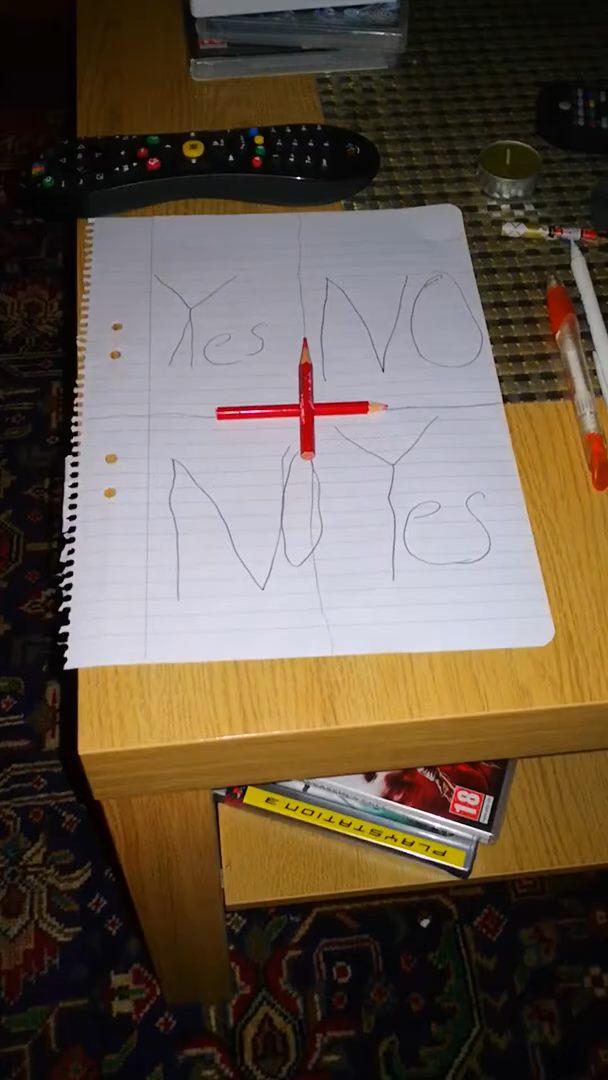 Yes NO
NO Yes
18
PLAYSTATION 3